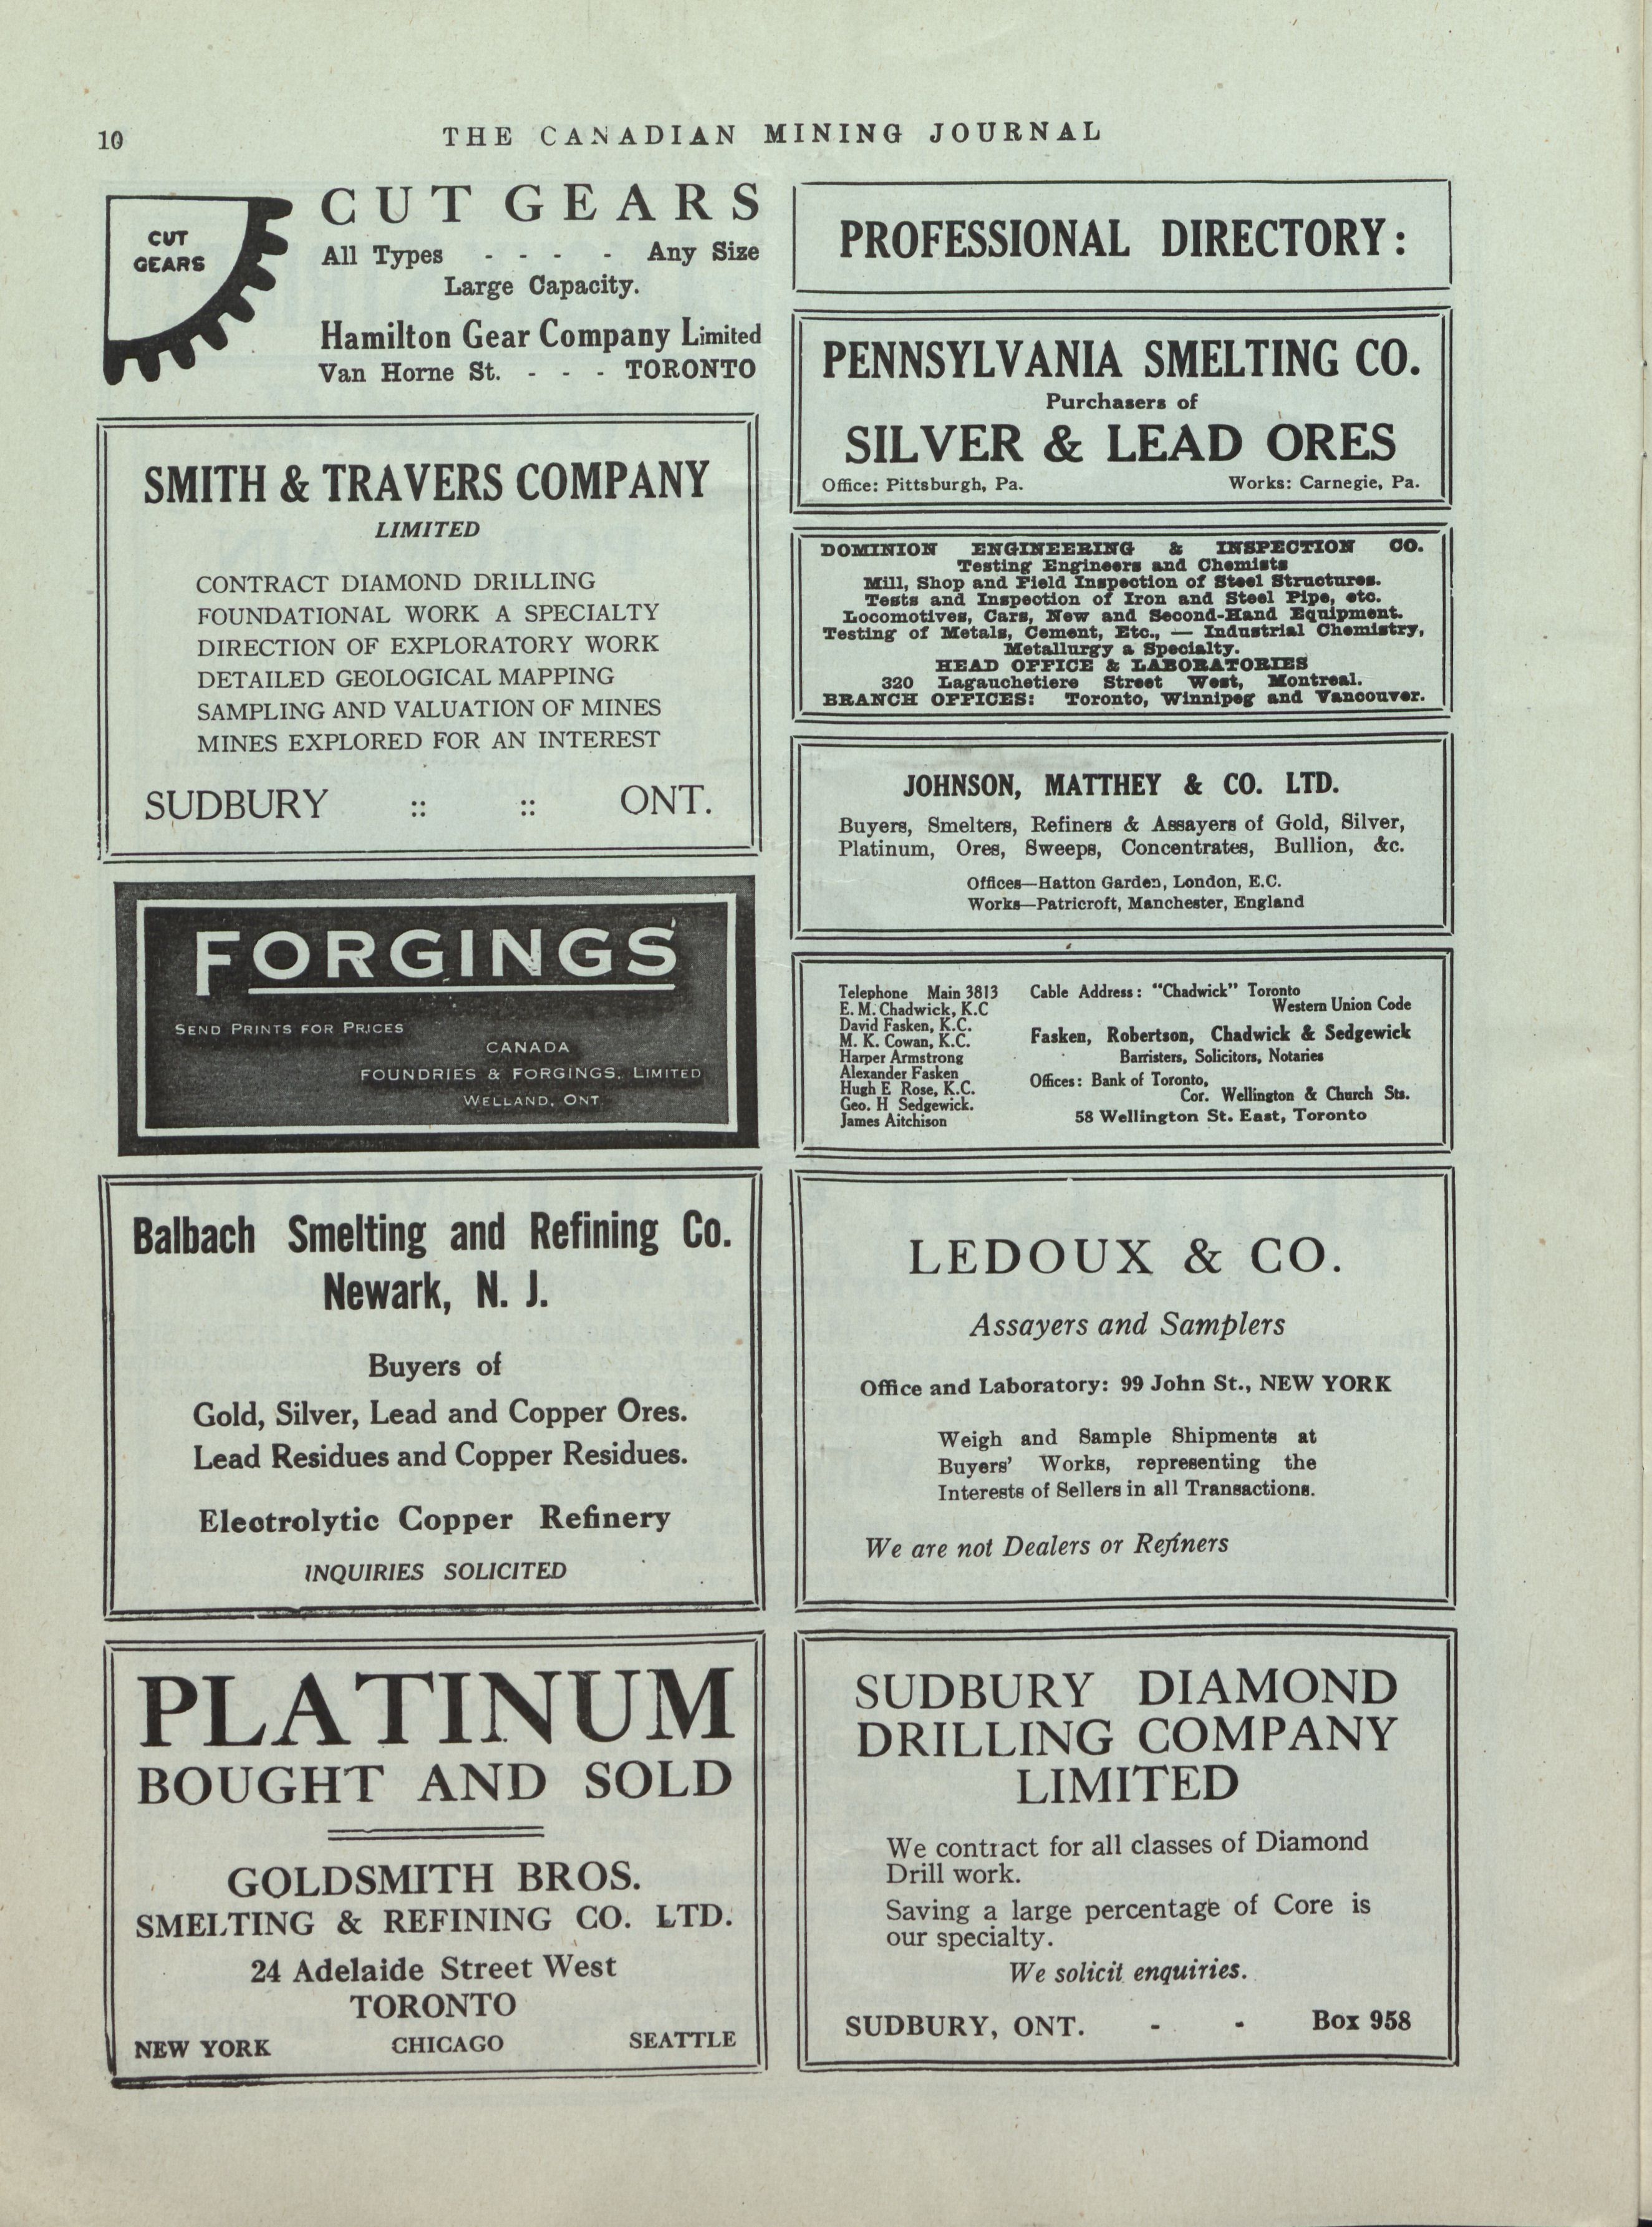 10
THE CANADIAN MINING JOURNAL
CUT
GEARS
CUT GEARS
All Types - - - - Any Size
Large Capacity.
Hamilton Gear Company Limited
Van Horne St. - - - TORONTO
SMITH & TRAVERS COMPANY
LIMITED
CONTRACT DIAMOND DRILLING
FOUNDATIONAL WORK A SPECIALTY
DIRECTION OF EXPLORATORY WORK
DETAILED GEOLOGICAL MAPPING
SAMPLING AND VALUATION OF MINES
MINES EXPLORED FOR AN INTEREST
SUDBURY :: :: ONT.
FORGINGS
SEND PRINTS FOR PRICES
CANADA
FOUNDRIES & FORGINGS, LIMITED
WELLAND, ONT
Balbach Smelting and Refining Co.
Newark, N. J.
Buyers of
Gold, Silver, Lead and Copper Ores.
Lead Residues and Copper Residues.
Electrolytic Copper Refinery
INQUIRIES SOLICITED
PLATINUM
BOUGHT AND SOLD
GOLDSMITH BROS.
SMELTING & REFINING CO. LTD.
24 Adelaide Street West
TORONTO
NEW YORK CHICAGO SEATTLE
PROFESSIONAL DIRECTORY:
PENNSYLVANIA SMELTING CO.
Purchasers of
SILVER & LEAD ORES
Office: Pittsburgh, Pa. Works: Carnegie, Pa.
DOMINION ENGINEERING & INSPECTION CO.
Testing Engineers and Chemists
Mill, Shop and Field Inspection of Steel Structures.
Tests and Inspection of Iron and Steel Pipe, etc.
Locomotives, Cars, New and Second-Hand Equipment.
Testing of Metals, Cement, Etc., — Industrial Chemistry,
Metallurgy a Specialty.
HEAD OFFICE & LABORATORIES
320 Lagauchetiere Street West, Montreal.
BRANCH OFFICES: Toronto, Winnipeg and Vancouver.
JOHNSON, MATTHEY & CO. LTD.
Buyers, Smelters, Refiners & Assayers of Gold, Silver,
Platinum, Ores, Sweeps, Concentrates, Bullion, &c.
Offices—Hatton Garden, London, E.C.
Works—Patricroft, Manchester, England
Telephone Main 3813
E. M. Chadwick, K.C
David Fasken, K.C.
M. K. Cowan, K.C.
Harper Armstrong
Alexander Fasken
Hugh E Rose, K.C.
Geo. H Sedgewick.
James Aitchison
Cable Address: "Chadwick" Toronto
Western Union Code
Fasken, Robertson, Chadwick & Sedgewick
Barristers, Solicitors, Notaries
Offices: Bank of Toronto,
Cor. Wellington & Church Sts.
58 Wellington St. East, Toronto
LEDOUX & CO.
Assayers and Samplers
Office and Laboratory: 99 John St., NEW YORK
Weigh and Sample Shipments at
Buyers' Works, representing the
Interests of Sellers in all Transactions.
We are not Dealers or Refiners
SUDBURY DIAMOND
DRILLING COMPANY
LIMITED
We contract for all classes of Diamond
Drill work.
Saving a large percentage of Core is
our specialty.
We solicit enquiries.
SUDBURY, ONT. - - Box 958